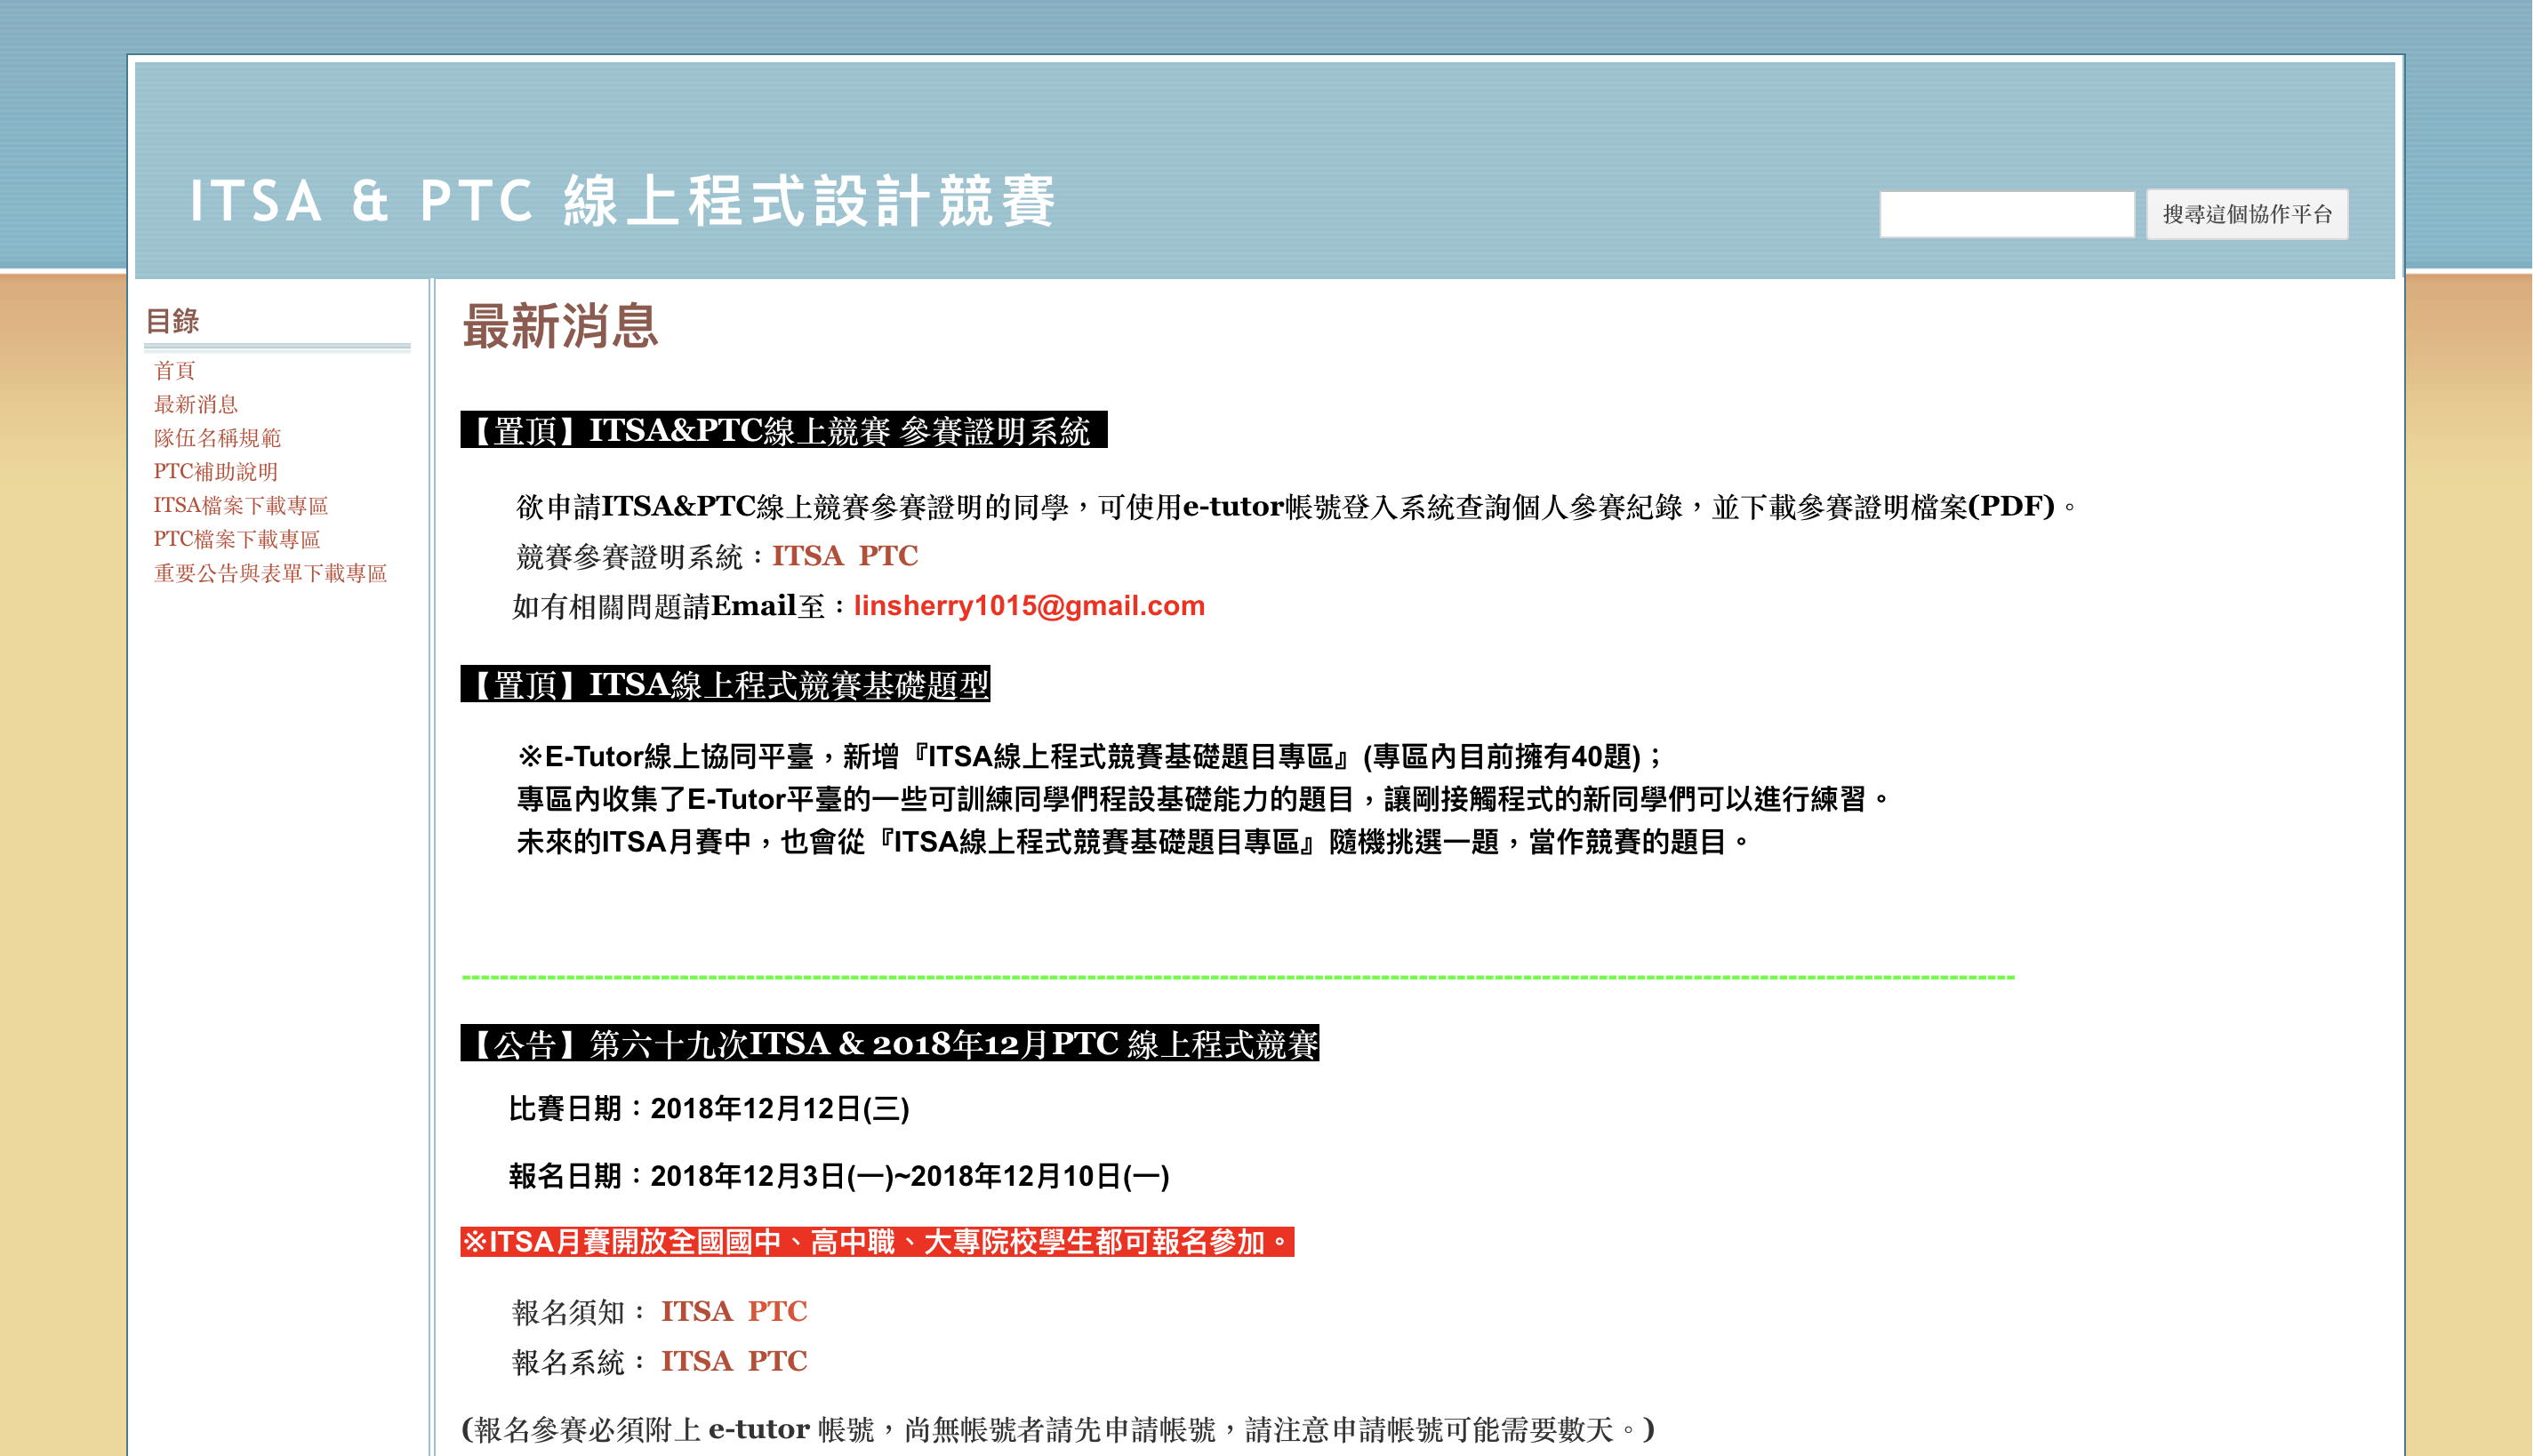 ITSA & PTC 線上程式設計競賽
搜尋這個協作平台
目錄
首頁
最新消息
隊伍名稱規範
PTC補助說明
ITSA檔案下載專區
PTC檔案下載專區
重要公告與表單下載專區
最新消息
【置頂】ITSA&PTC線上競賽 參賽證明系統
欲申請ITSA&PTC線上競賽參賽證明的同學，可使用e-tutor帳號登入系統查詢個人參賽紀錄，並下載參賽證明檔案(PDF)。
競賽參賽證明系統：ITSA PTC
如有相關問題請Email至：linsherry1015@gmail.com
【置頂】ITSA線上程式競賽基礎題型
※E-Tutor線上協同平臺，新增『ITSA線上程式競賽基礎題目專區』(專區內目前擁有40題)；
專區內收集了E-Tutor平臺的一些可訓練同學們程設基礎能力的題目，讓剛接觸程式的新同學們可以進行練習。
未來的ITSA月賽中，也會從『ITSA線上程式競賽基礎題目專區』隨機挑選一題，當作競賽的題目。
【公告】第六十九次ITSA & 2018年12月PTC 線上程式競賽
比賽日期：2018年12月12日(三)
報名日期：2018年12月3日(一)~2018年12月10日(一)
※ITSA月賽開放全國國中、高中職、大專院校學生都可報名參加。
報名須知： ITSA PTC
報名系統： ITSA PTC
(報名參賽必須附上 e-tutor 帳號，尚無帳號者請先申請帳號，請注意申請帳號可能需要數天。)